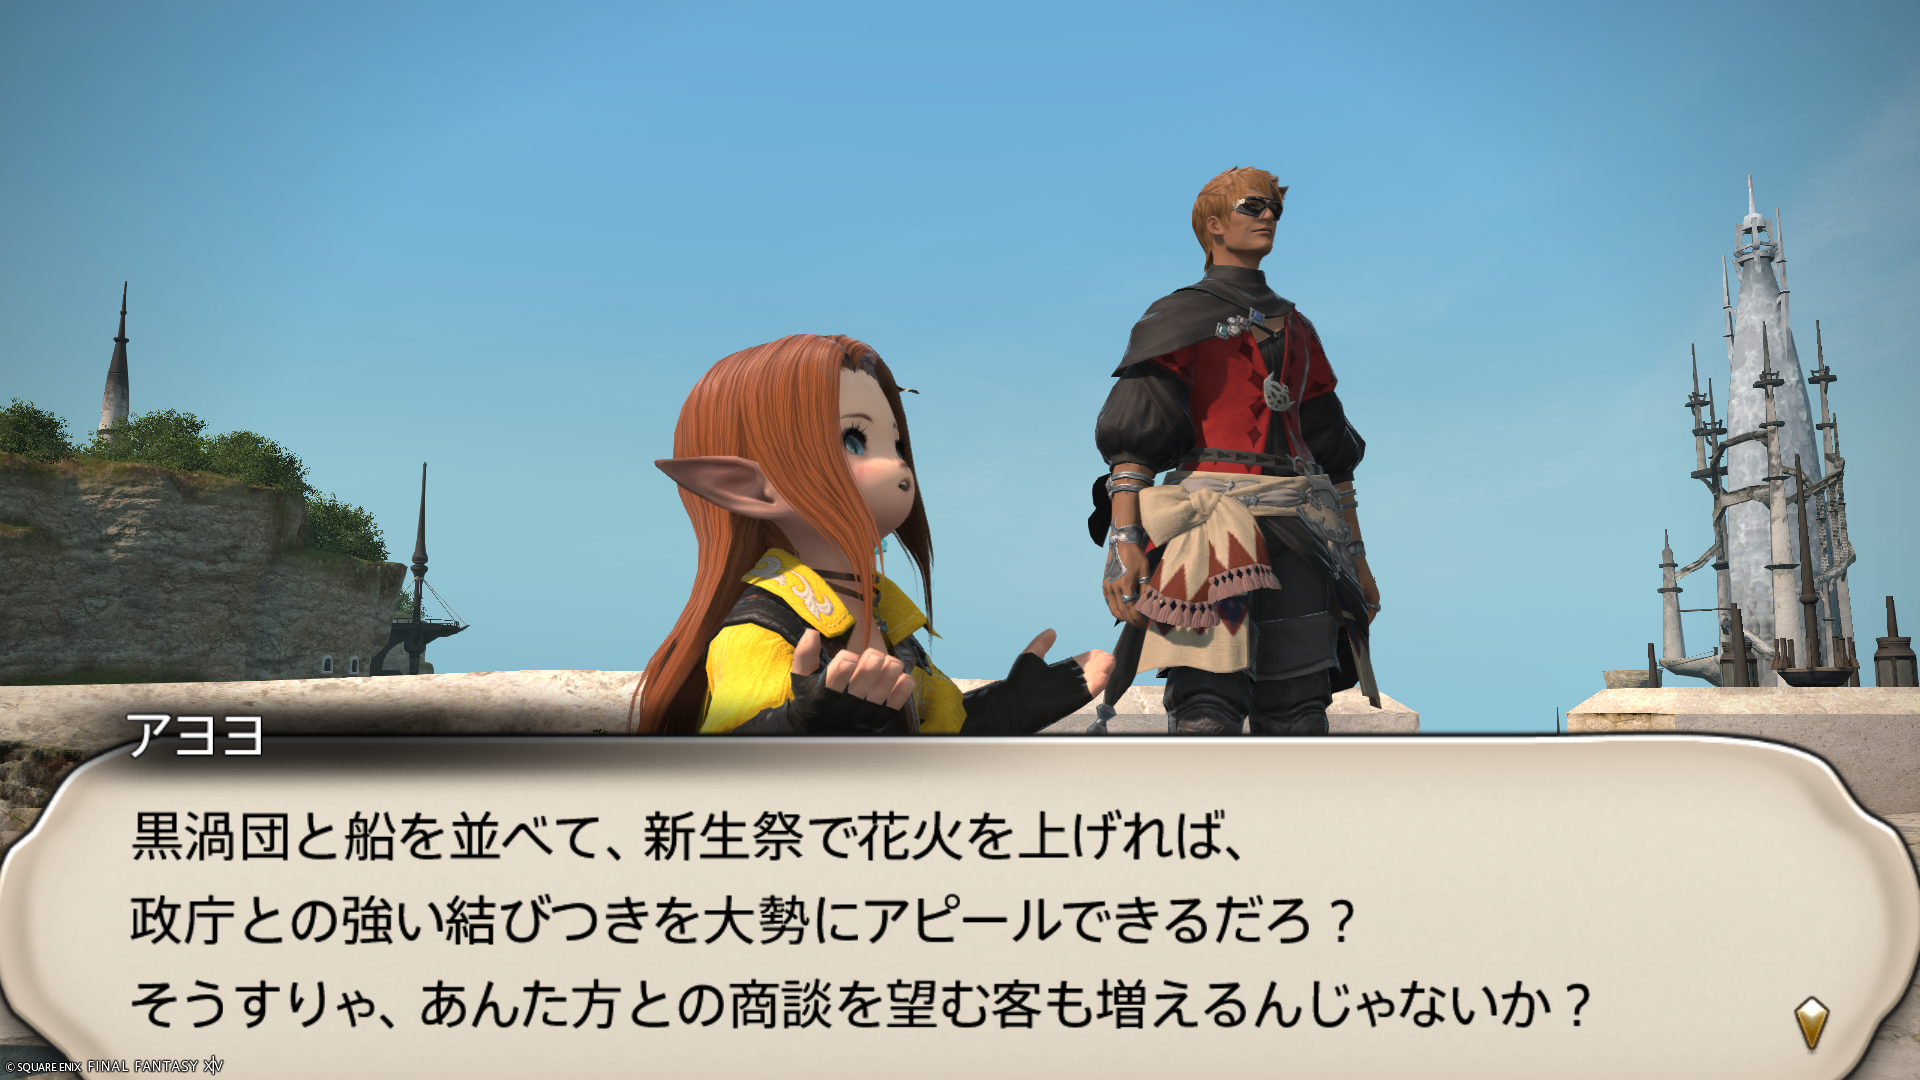 アヨヨ
黒渦団と船を並べて、新生祭で花火を上げれば、
政庁との強い結びつきを大勢にアピールできるだろ？
そうすりゃ、あんた方との商談を望む客も増えるんじゃないか？
© SQUARE ENIX FINAL FANTASY XIV